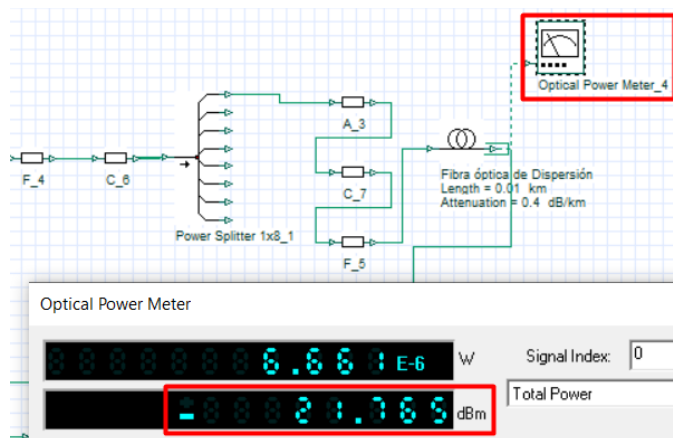 Optical Power Meter_4
A_3
F_4
C_6
C_7
Fibra óptica de Dispersión
Length = 0.01 km
Attenuation = 0.4 dB/km
Power Splitter 1x8_1
F_5
Optical Power Meter
6.661 E-6 W
Signal Index: 0
- 21.765 dBm
Total Power